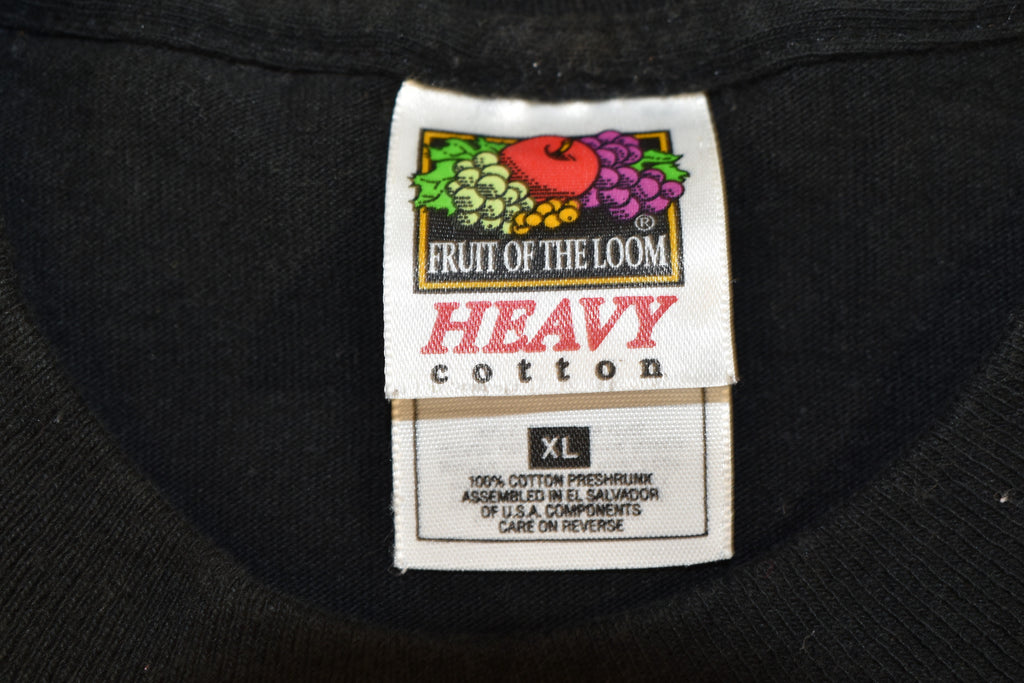 ®
FRUIT OF THE LOOM
HEAVY
cotton
XL
100% COTTON PRESHRUNK
ASSEMBLED IN EL SALVADOR
OF U.S.A. COMPONENTS
CARE ON REVERSE